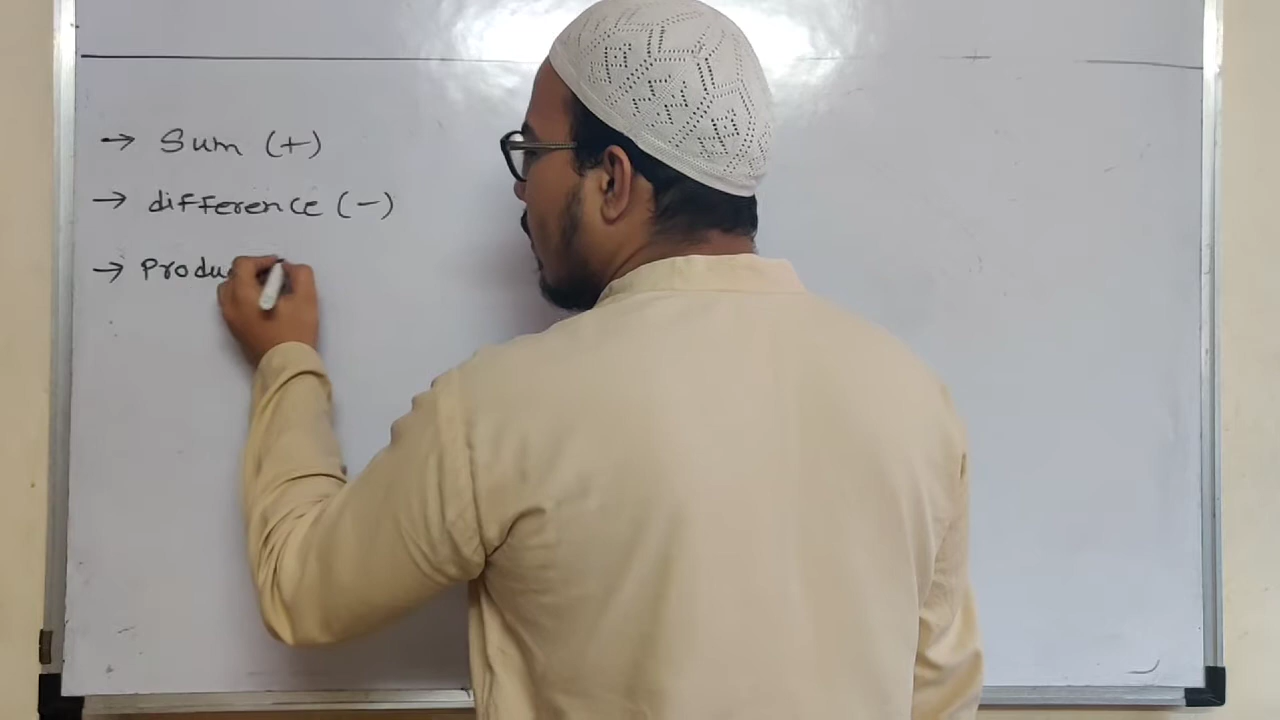 → Sum (+)
→ difference (-)
→ Produ